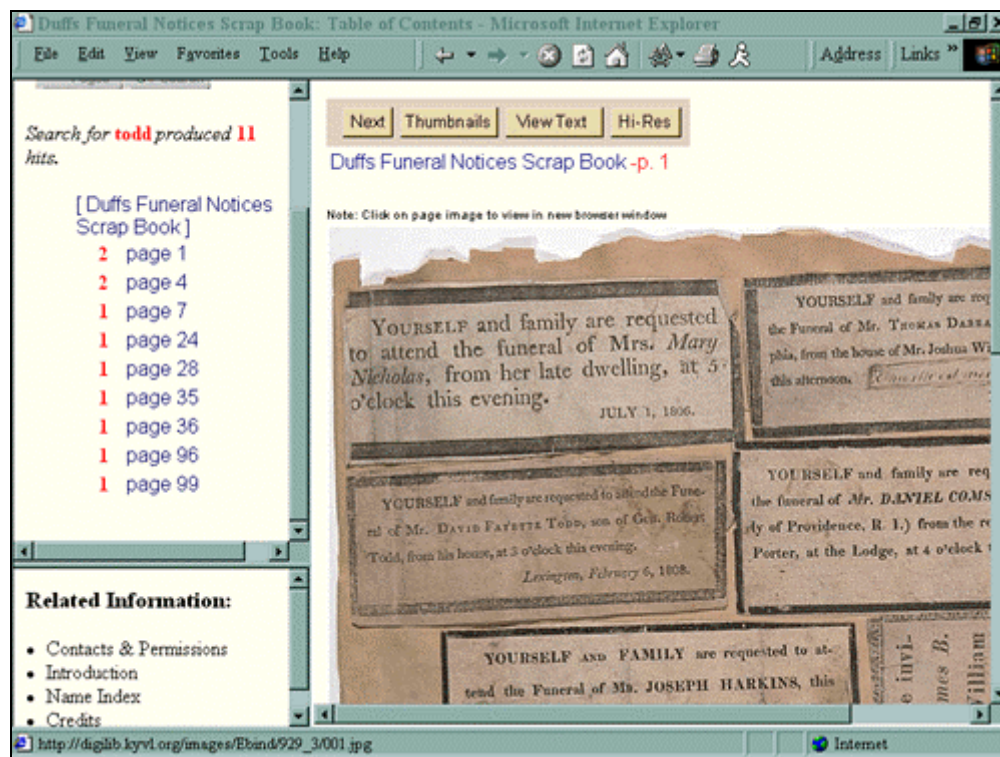 Duffs Funeral Notices Scrap Book: Table of Contents - Microsoft Internet Explorer
File Edit View Favorites Tools Help
Address Links »
Search for todd produced 11
hits.
[ Duffs Funeral Notices
Scrap Book ]
2 page 1
2 page 4
1 page 7
1 page 24
1 page 28
1 page 35
1 page 36
1 page 96
1 page 99
Related Information:
Contacts & Permissions
Introduction
Name Index
Credits
Next Thumbnails View Text Hi-Res
Duffs Funeral Notices Scrap Book -p. 1
Note: Click on page image to view in new browser window
YOURSELF and family are requested
to attend the funeral of Mrs. Mary
Nicholas, from her late dwelling, at 5
o'clock this evening.
JULY 1, 1806.
YOURSELF and family are req
the Funeral of Mr. THOMAS DARRA
phia, from the house of Mr. Joshua Wi
this afternoon.
YOURSELF and family are requested to attend the Fune-
ral of Mr. DAVID FAYETTE TODD, son of Gen. Robert
Todd, from his house, at 3 o'clock this evening.
Lexington, February 6, 1808.
YOURSELF and family are req
the funeral of Mr. DANIEL COMS
ly of Providence, R. I.) from the re
Porter, at the Lodge, at 4 o'clock
YOURSELF AND FAMILY are requested to at-
tend the Funeral of MR. JOSEPH HARKINS, this
e invi-
mes B.
William
http://digilib.kyvl.org/images/Ebind/929_3/001.jpg
Internet